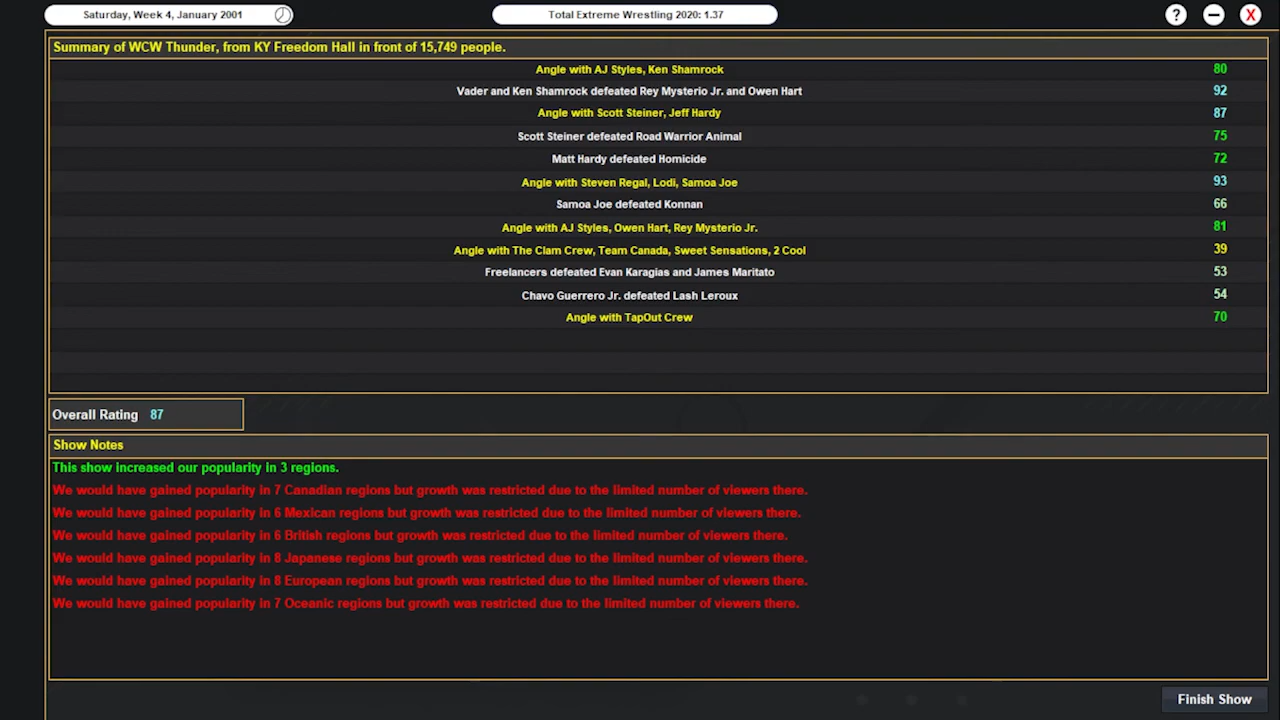 Saturday, Week 4, January 2001
Total Extreme Wrestling 2020: 1.37
?
X
Summary of WCW Thunder, from KY Freedom Hall in front of 15,749 people.
Angle with AJ Styles, Ken Shamrock 80
Vader and Ken Shamrock defeated Rey Mysterio Jr. and Owen Hart 92
Angle with Scott Steiner, Jeff Hardy 87
Scott Steiner defeated Road Warrior Animal 75
Matt Hardy defeated Homicide 72
Angle with Steven Regal, Lodi, Samoa Joe 93
Samoa Joe defeated Konnan 66
Angle with AJ Styles, Owen Hart, Rey Mysterio Jr. 81
Angle with The Clam Crew, Team Canada, Sweet Sensations, 2 Cool 39
Freelancers defeated Evan Karagias and James Maritato 53
Chavo Guerrero Jr. defeated Lash Leroux 54
Angle with TapOut Crew 70
Overall Rating 87
Show Notes
This show increased our popularity in 3 regions.
We would have gained popularity in 7 Canadian regions but growth was restricted due to the limited number of viewers there.
We would have gained popularity in 6 Mexican regions but growth was restricted due to the limited number of viewers there.
We would have gained popularity in 6 British regions but growth was restricted due to the limited number of viewers there.
We would have gained popularity in 8 Japanese regions but growth was restricted due to the limited number of viewers there.
We would have gained popularity in 8 European regions but growth was restricted due to the limited number of viewers there.
We would have gained popularity in 7 Oceanic regions but growth was restricted due to the limited number of viewers there.
Finish Show